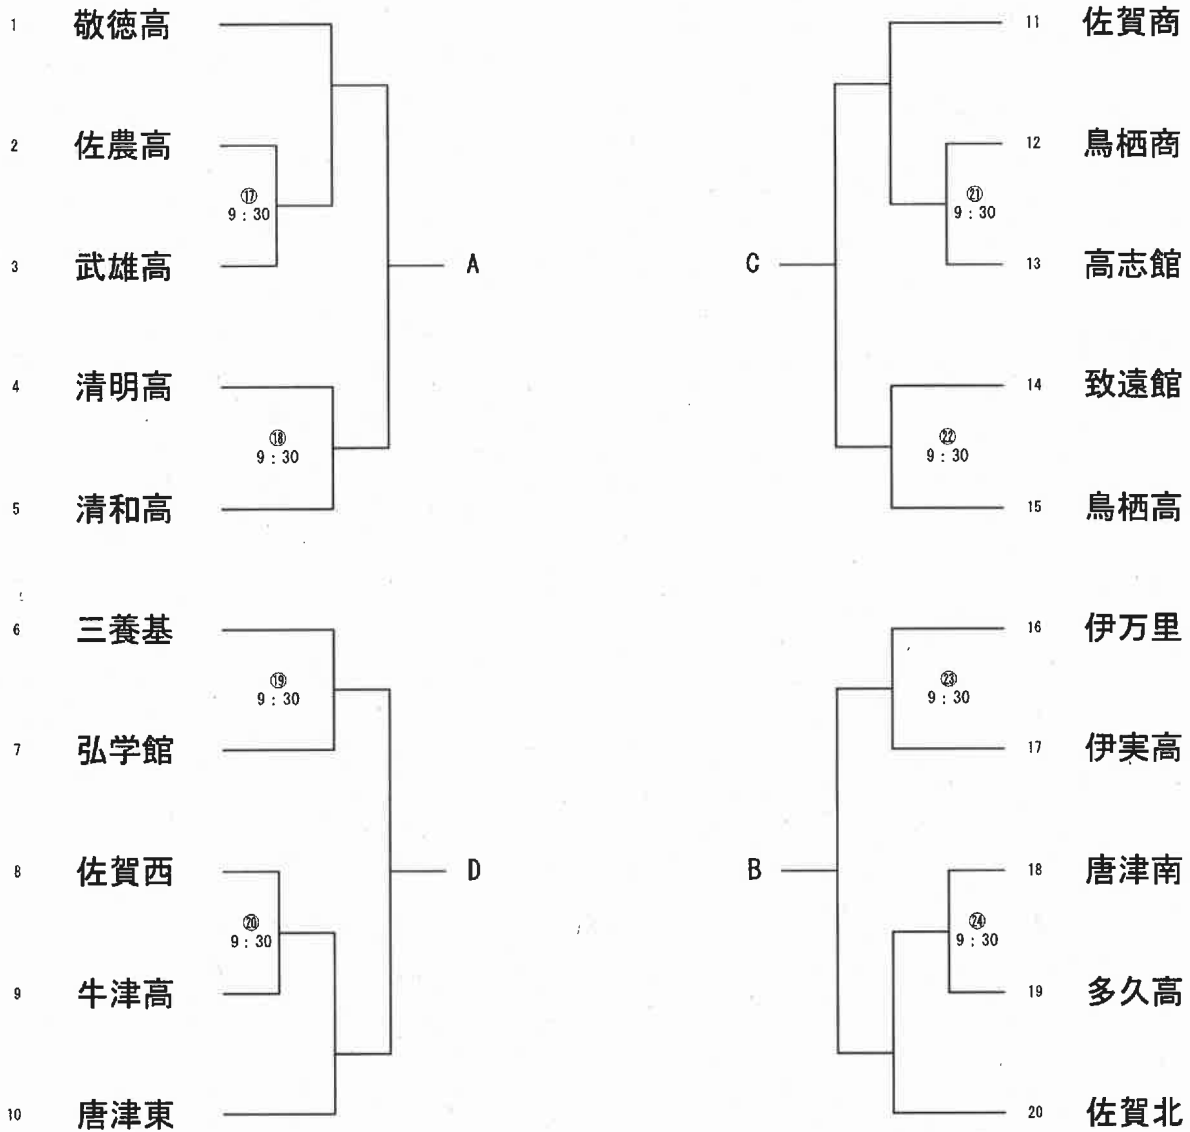 1 敬徳高
2 佐農高
⑰
9:30
3 武雄高
A
4 清明高
⑱
9:30
5 清和高
6 三養基
⑲
9:30
7 弘学館
8 佐賀西
D
⑳
9:30
9 牛津高
10 唐津東
11 佐賀商
12 鳥栖商
㉑
9:30
C
13 高志館
14 致遠館
㉒
9:30
15 鳥栖高
16 伊万里
㉓
9:30
17 伊実高
B
18 唐津南
㉔
9:30
19 多久高
20 佐賀北